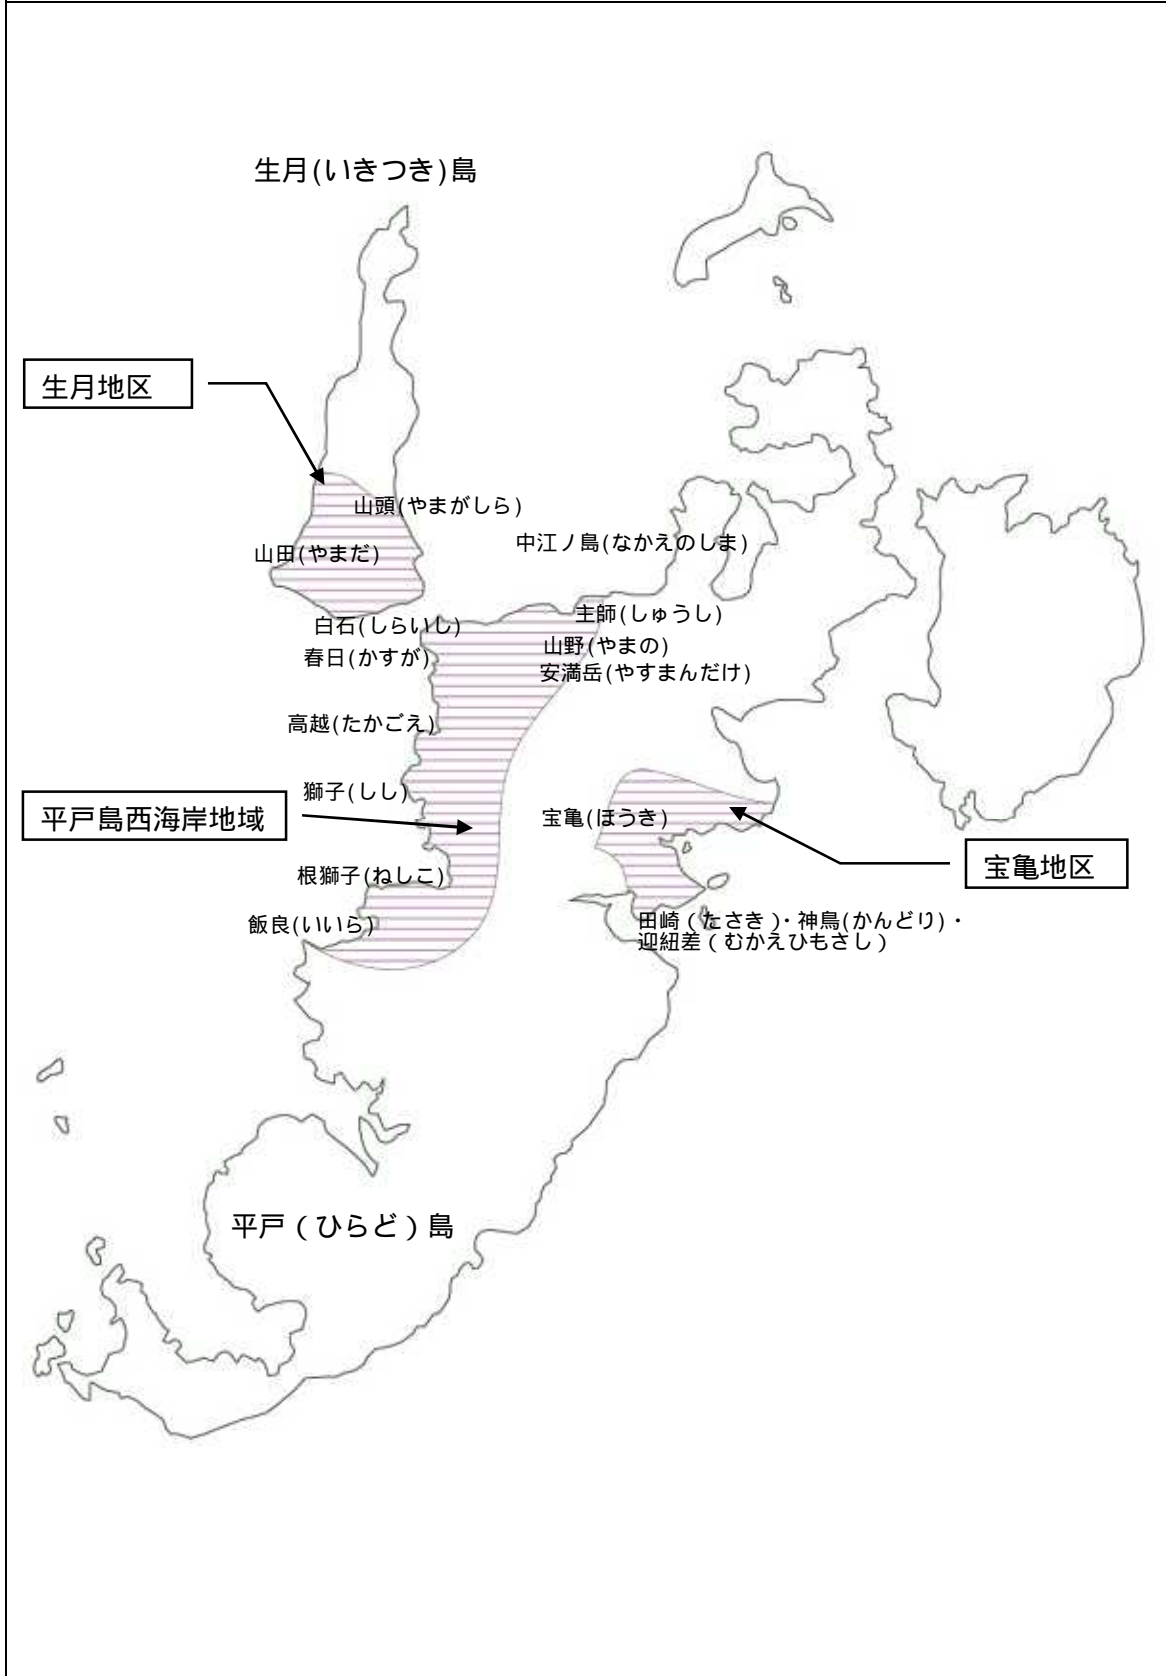 生月(いきつき)島
生月地区
山頭(やまがしら)
中江ノ島(なかえのしま)
山田(やまだ)
主師(しゅうし)
白石(しらいし)
山野(やまの)
春日(かすが)
安満岳(やすまんだけ)
高越(たかごえ)
獅子(しし)
平戸島西海岸地域
宝亀(ほうき)
宝亀地区
根獅子(ねしこ)
飯良(いいら)
田崎(たさき)・神鳥(かんどり)・
迎紐差(むかえひもさし)
平戸(ひらど)島